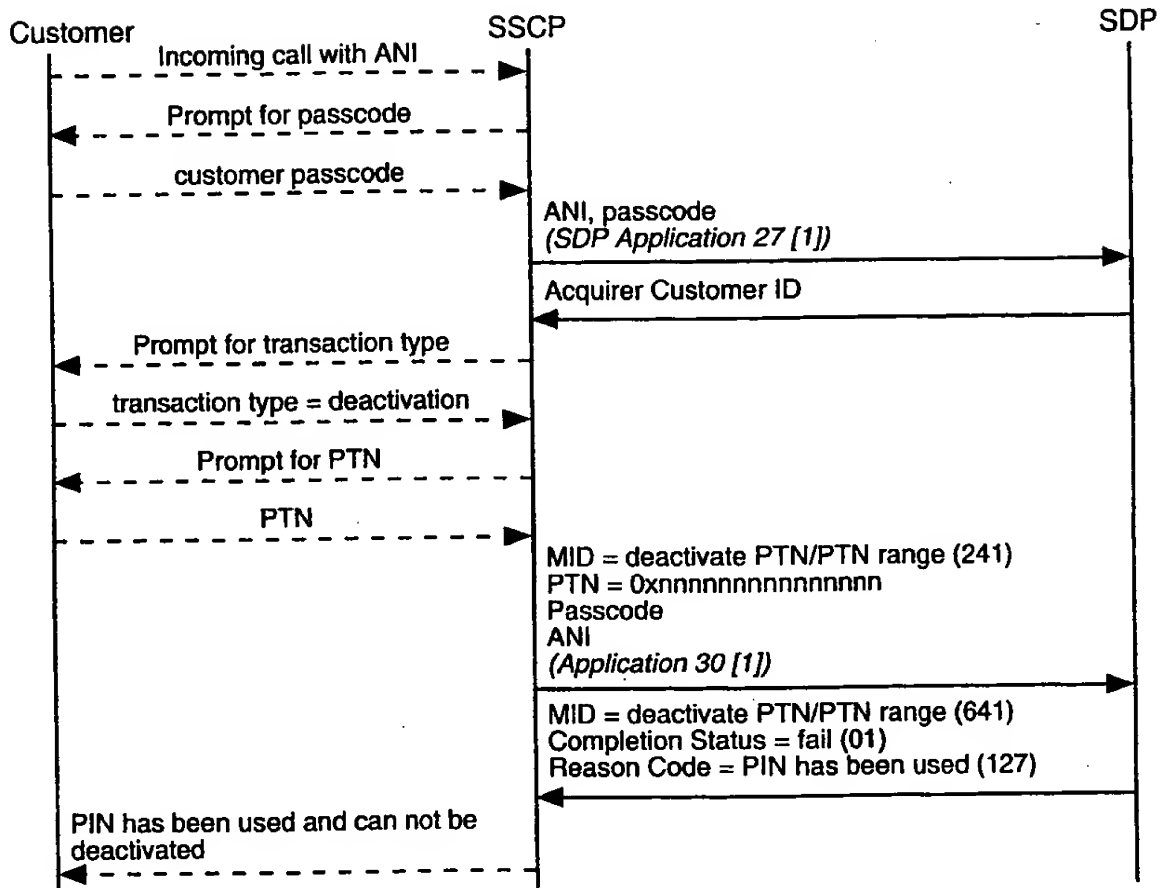 Customer
SSCP
SDP
Incoming call with ANI
Prompt for passcode
customer passcode
ANI, passcode
(SDP Application 27 [1])
Acquirer Customer ID
Prompt for transaction type
transaction type = deactivation
Prompt for PTN
PTN
MID = deactivate PTN/PTN range (241)
PTN = 0xnnnnnnnnnnnnnnnn
Passcode
ANI
(Application 30 [1])
MID = deactivate PTN/PTN range (641)
Completion Status = fail (01)
Reason Code = PIN has been used (127)
PIN has been used and can not be
deactivated